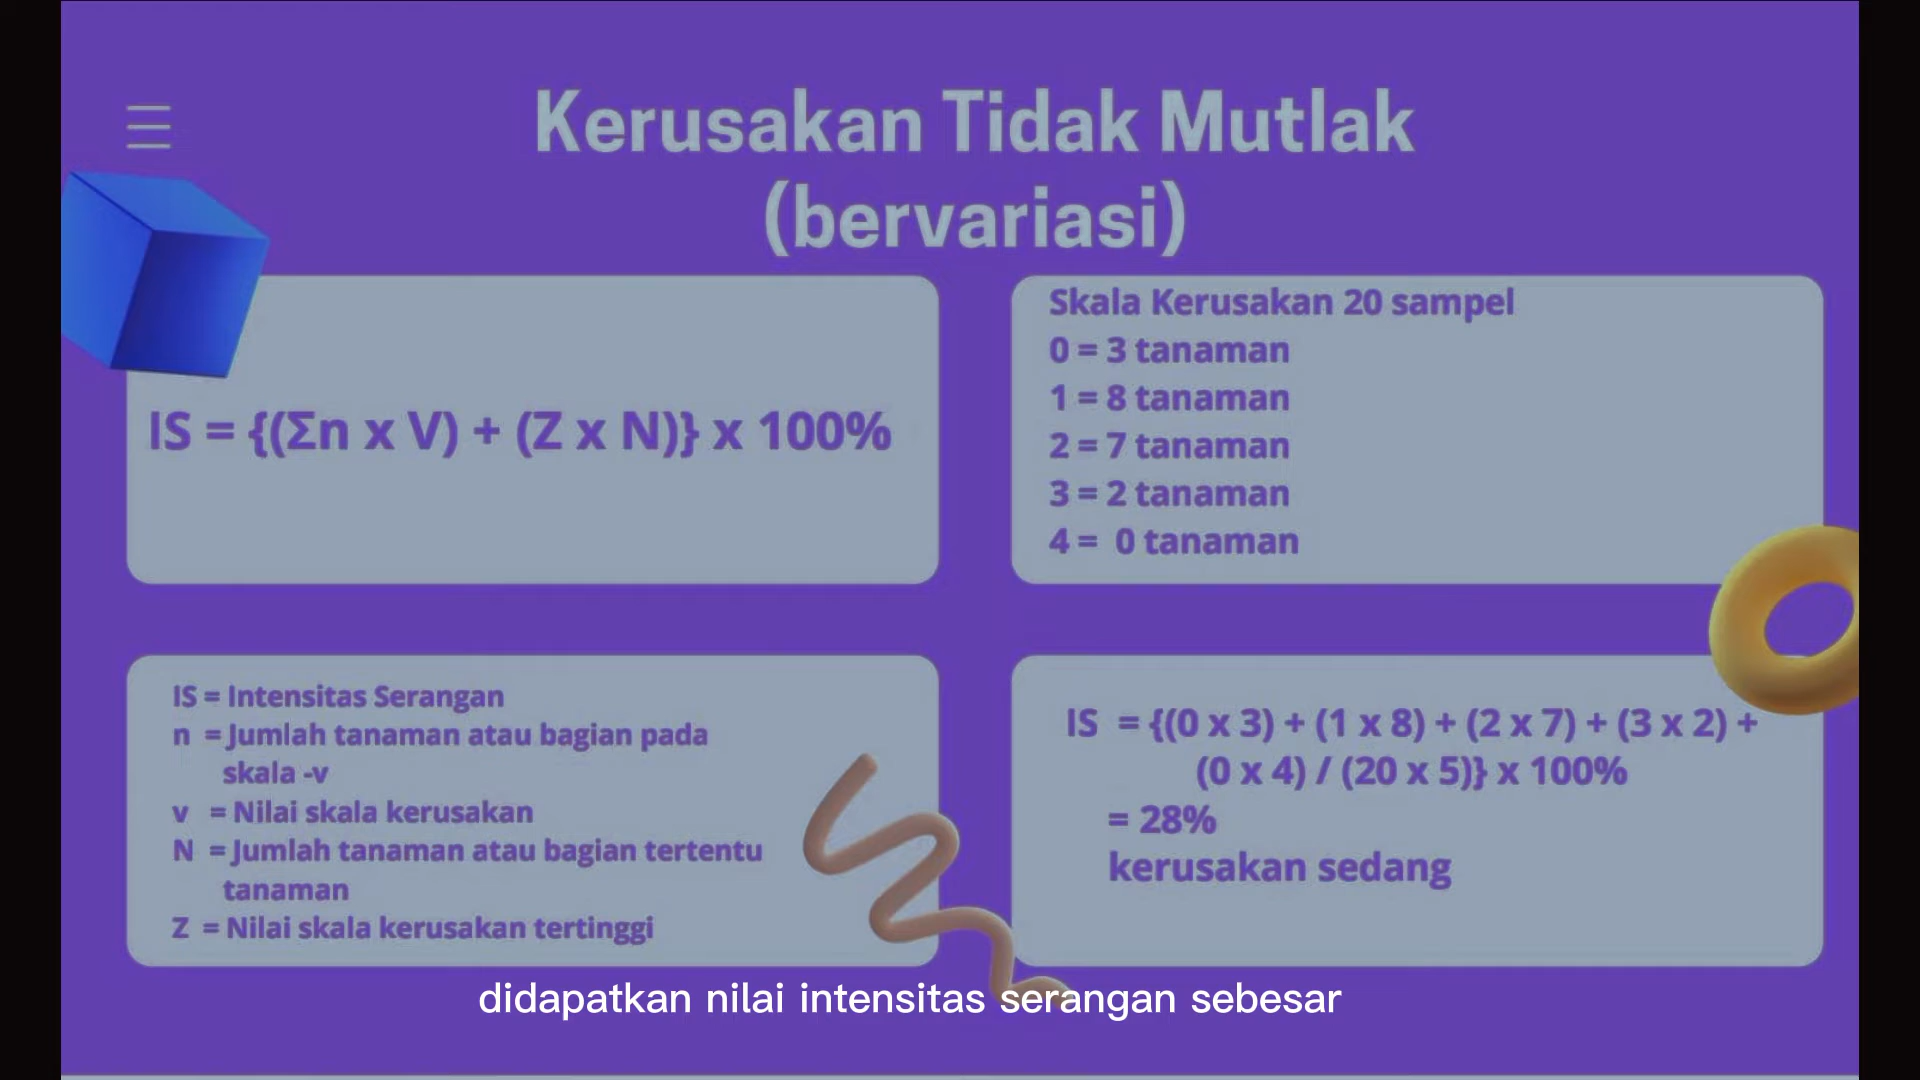 Kerusakan Tidak Mutlak
(bervariasi)
IS = {(Σn x V) + (Z x N)} x 100%
Skala Kerusakan 20 sampel
0 = 3 tanaman
1 = 8 tanaman
2 = 7 tanaman
3 = 2 tanaman
4 = 0 tanaman
IS = Intensitas Serangan
n = Jumlah tanaman atau bagian pada
skala -v
v = Nilai skala kerusakan
N = Jumlah tanaman atau bagian tertentu
tanaman
Z = Nilai skala kerusakan tertinggi
IS = {(0 x 3) + (1 x 8) + (2 x 7) + (3 x 2) +
(0 x 4) / (20 x 5)} x 100%
= 28%
kerusakan sedang
didapatkan nilai intensitas serangan sebesar